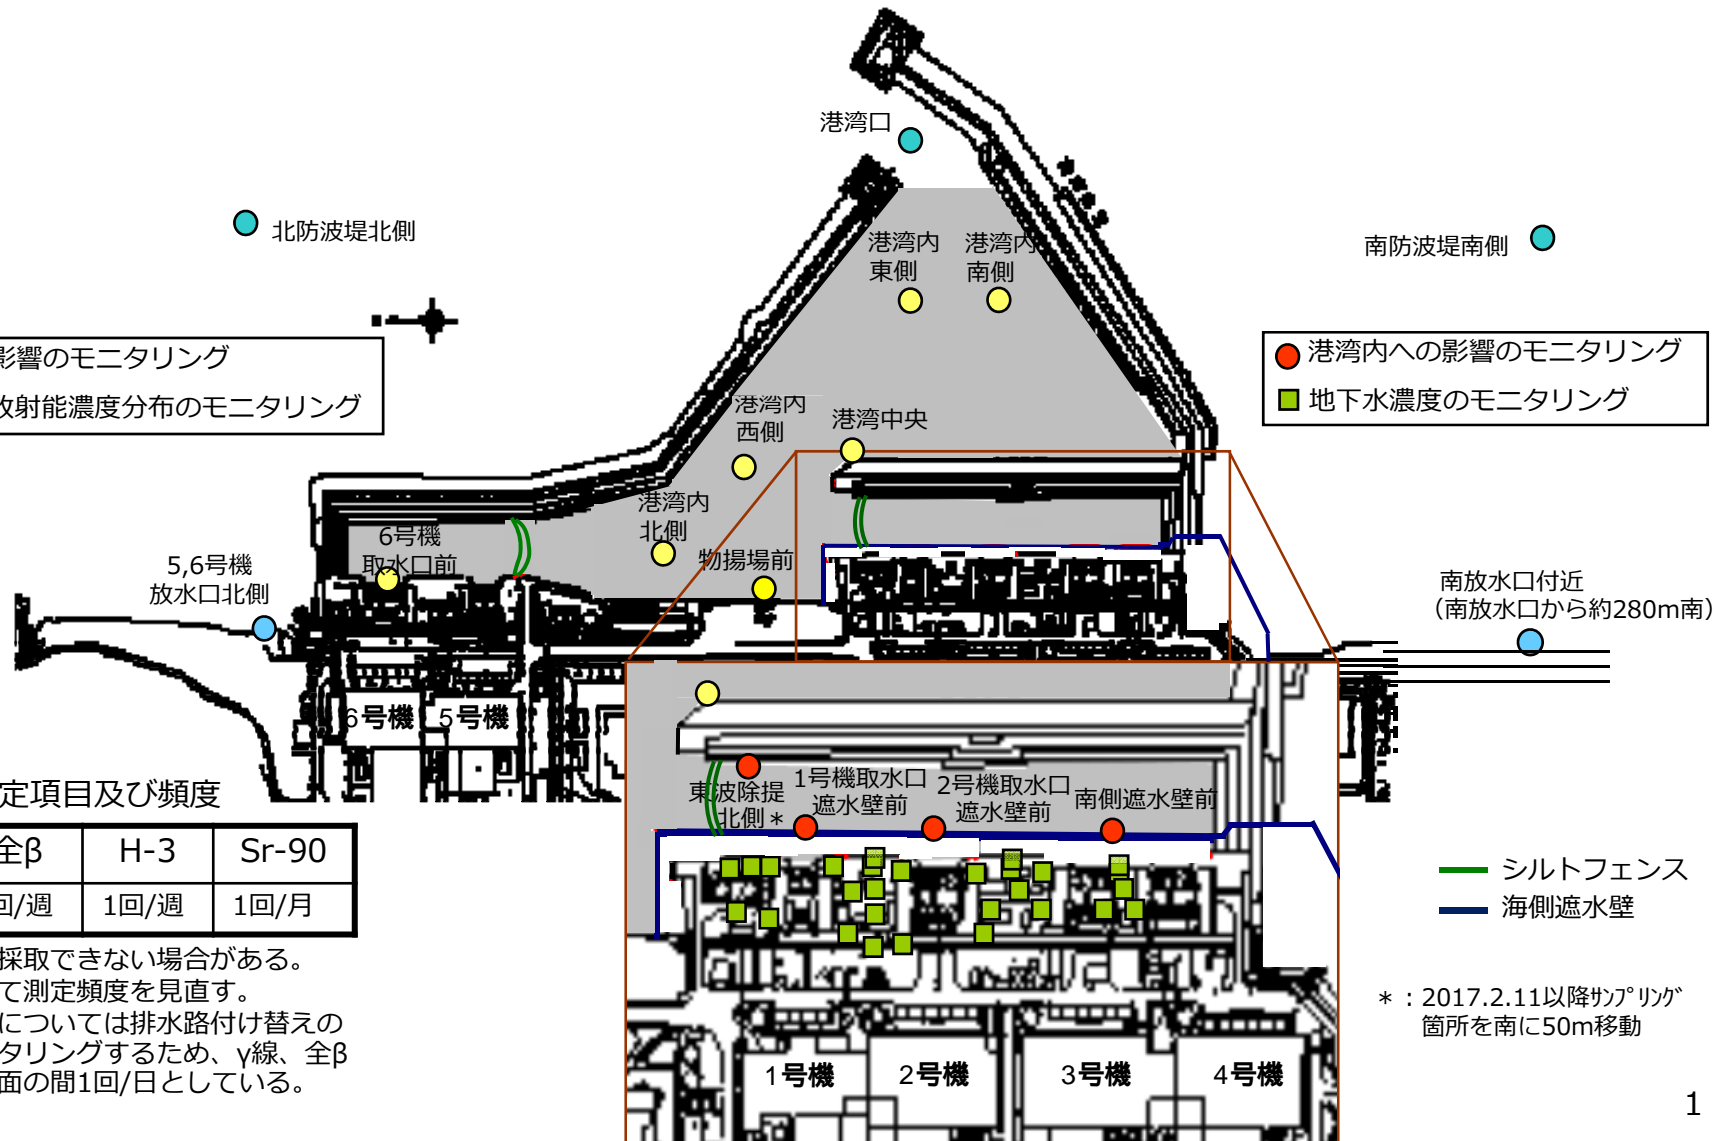 港湾口
北防波堤北側
南防波堤南側
港湾内
東側
港湾内
南側
影響のモニタリング
放射能濃度分布のモニタリング
港湾内への影響のモニタリング
地下水濃度のモニタリング
港湾内
西側
港湾中央
港湾内
北側
6号機
取水口前
物揚場前
5,6号機
放水口北側
南放水口付近
（南放水口から約280m南）
6号機
5号機
東波除堤
北側＊
1号機取水口
遮水壁前
2号機取水口
遮水壁前
南側遮水壁前
定項目及び頻度
全β H-3 Sr-90
回/週 1回/週 1回/月
採取できない場合がある。
て測定頻度を見直す。
については排水路付け替えの
タリングするため、γ線、全β
面の間1回/日としている。
シルトフェンス
海側遮水壁
＊：2017.2.11以降ｻﾝﾌﾟﾘﾝｸﾞ
箇所を南に50m移動
1号機
2号機
3号機
4号機
1